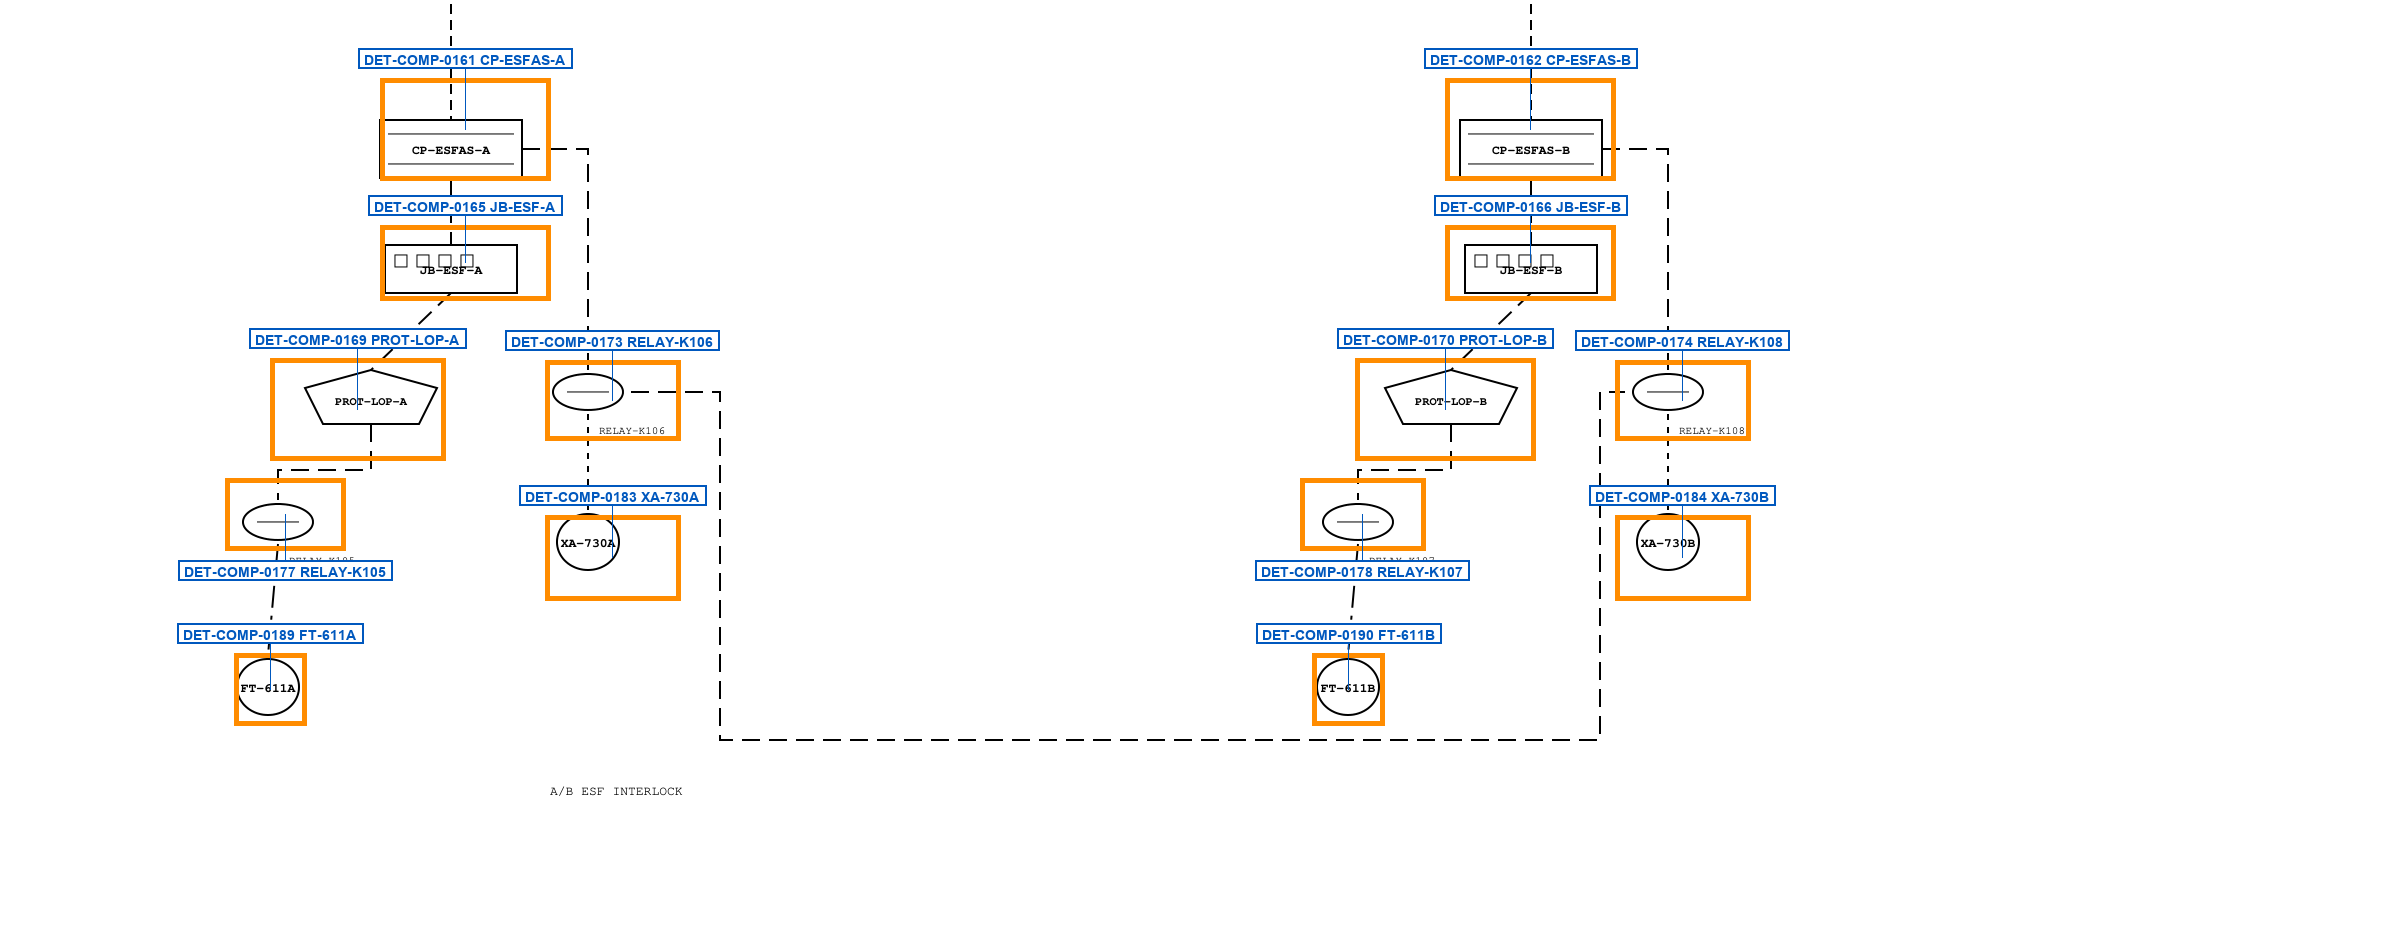 DET-COMP-0161 CP-ESFAS-A
DET-COMP-0162 CP-ESFAS-B
CP-ESFAS-A
CP-ESFAS-B
DET-COMP-0165 JB-ESF-A
DET-COMP-0166 JB-ESF-B
JB-ESF-A
JB-ESF-B
DET-COMP-0169 PROT-LOP-A
DET-COMP-0173 RELAY-K106
DET-COMP-0170 PROT-LOP-B
DET-COMP-0174 RELAY-K108
PROT-LOP-A
PROT-LOP-B
RELAY-K106
RELAY-K108
DET-COMP-0183 XA-730A
DET-COMP-0184 XA-730B
XA-730A
XA-730B
DET-COMP-0177 RELAY-K105
DET-COMP-0178 RELAY-K107
DET-COMP-0189 FT-611A
DET-COMP-0190 FT-611B
FT-611A
FT-611B
A/B ESF INTERLOCK